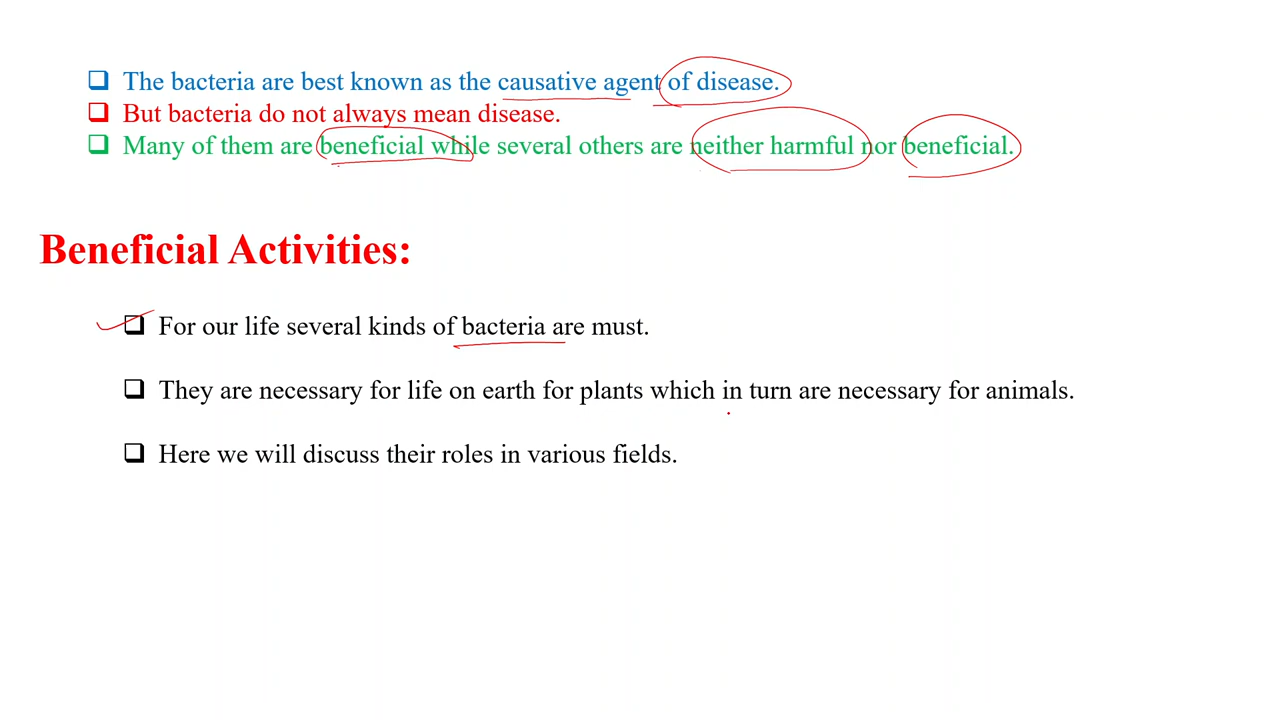 The bacteria are best known as the causative agent of disease.
But bacteria do not always mean disease.
Many of them are beneficial while several others are neither harmful nor beneficial.
Beneficial Activities:
For our life several kinds of bacteria are must.
They are necessary for life on earth for plants which in turn are necessary for animals.
Here we will discuss their roles in various fields.